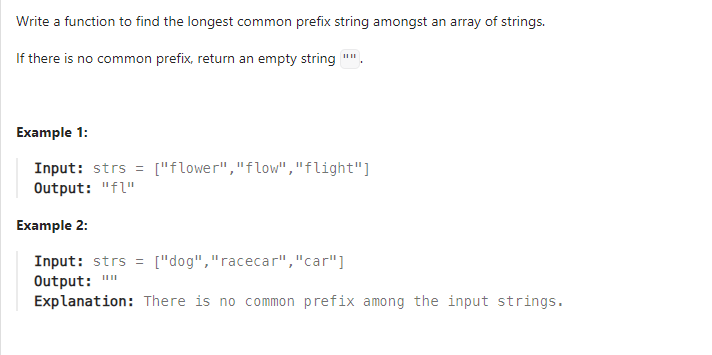 Write a function to find the longest common prefix string amongst an array of strings.
If there is no common prefix, return an empty string "".
Example 1:
Input: strs = ["flower","flow","flight"]
Output: "fl"
Example 2:
Input: strs = ["dog","racecar","car"]
Output: ""
Explanation: There is no common prefix among the input strings.